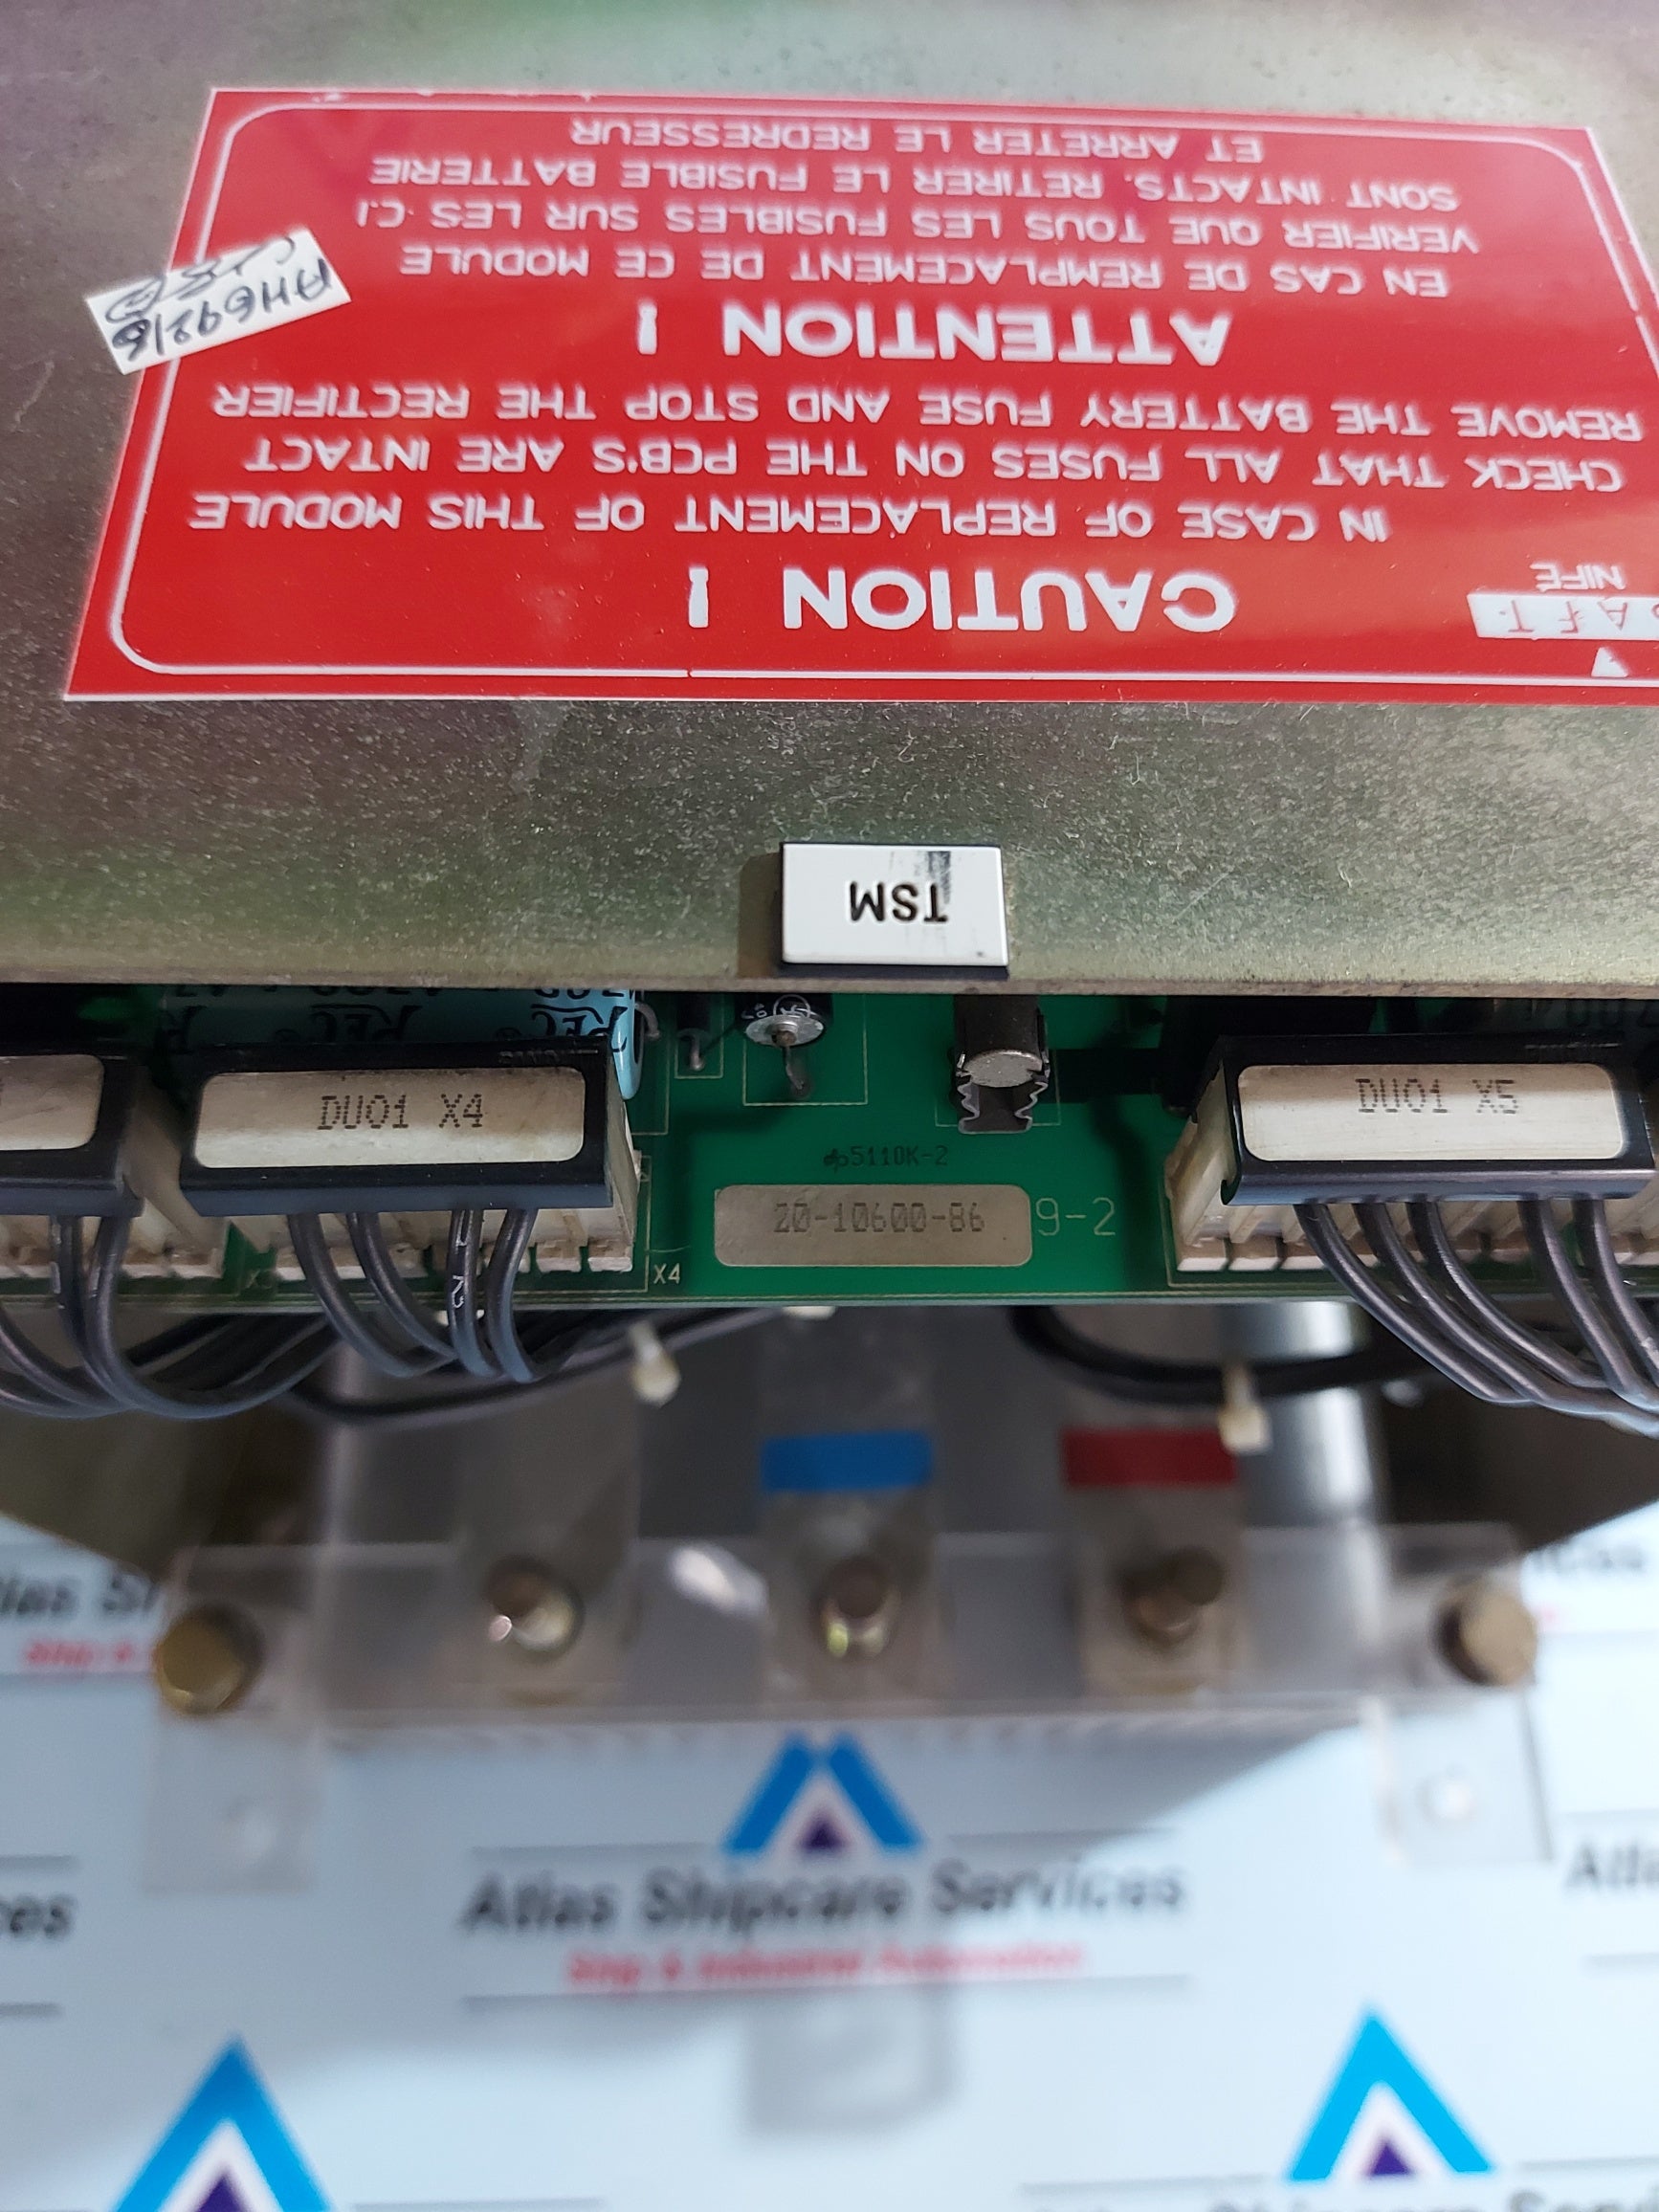 SAFT
NIFE
CAUTION !
IN CASE OF REPLACEMENT OF THIS MODULE
CHECK THAT ALL FUSES ON THE PCB'S ARE INTACT
REMOVE THE BATTERY FUSE AND STOP THE RECTIFIER
ATTENTION !
EN CAS DE REMPLACEMENT DE CE MODULE
VERIFIER QUE TOUS LES FUSIBLES SUR LES C.I
SONT INTACTS. RETIRER LE FUSIBLE BATTERIE
ET ARRETER LE REDRESSEUR
TSM
DU01 X4
DU01 X5
5110K-2
20-10600-86
9-2
X4
Atlas Shipcare Services
Ship & Industrial Automation